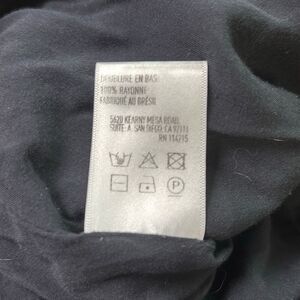 DOUBLURE EN BAS
100% RAYONNE
FABRIQUÉ AU BRÉSIL
5620 KEARNY MESA ROAD,
SUITE A, SAN DIEGO, CA 92111
RN 114215
P